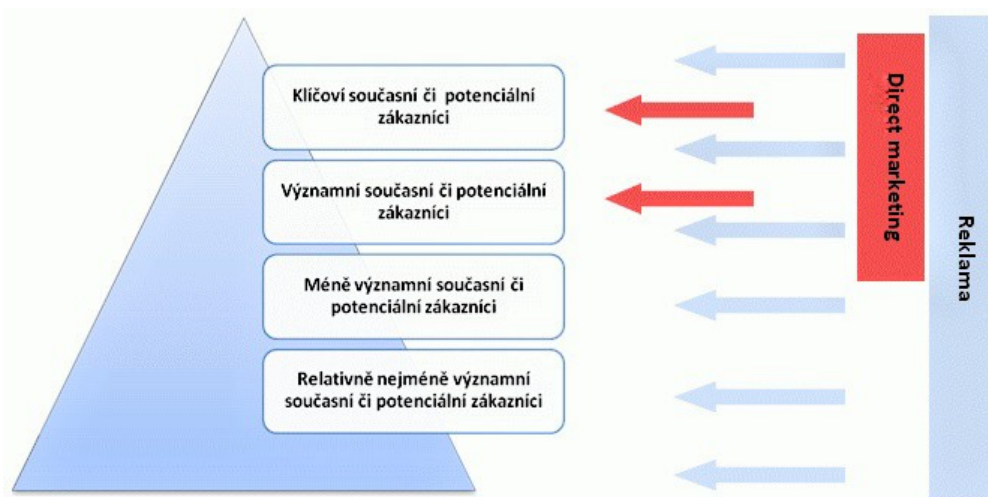 Klíčoví současní či potenciální
zákazníci
Významní současní či potenciální
zákazníci
Méně významní současní či
potenciální zákazníci
Relativně nejméně významní
současní či potenciální zákazníci
Direct marketing
Reklama